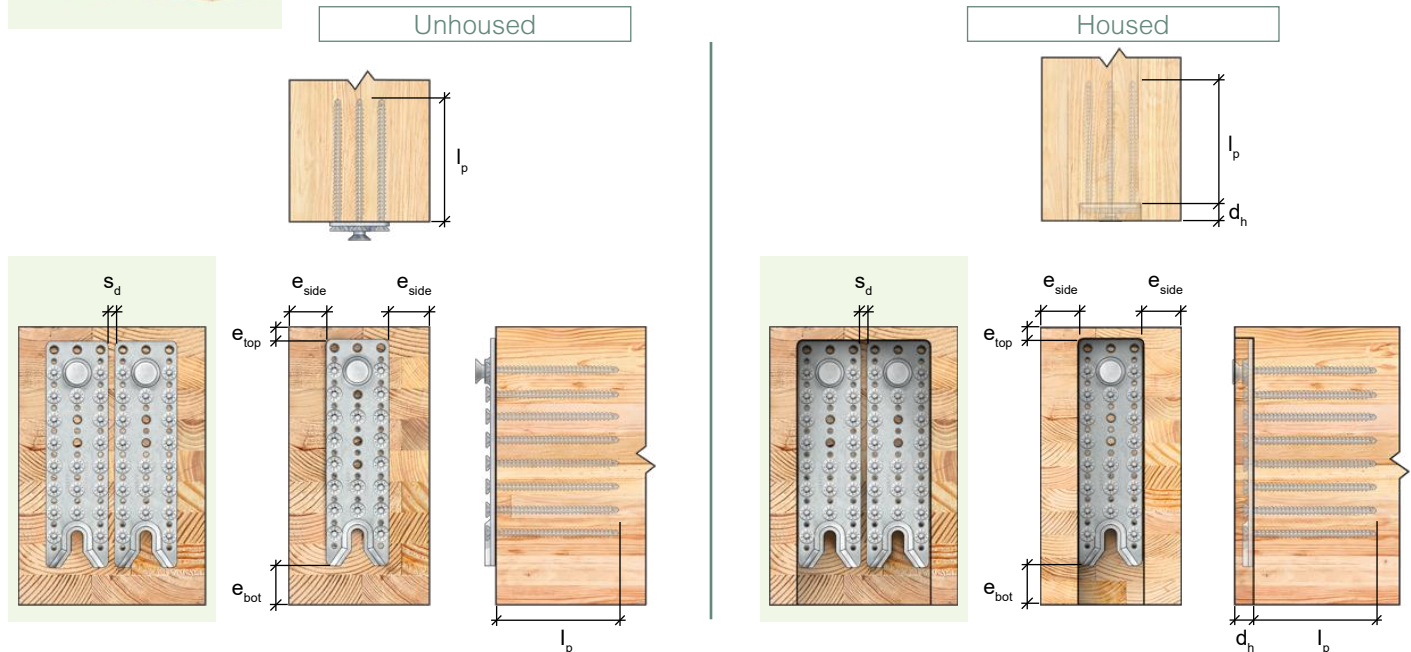 Unhoused
lp
sd
eside
eside
etop
ebot
lp
Housed
lp
dh
sd
eside
eside
etop
ebot
dh
lp